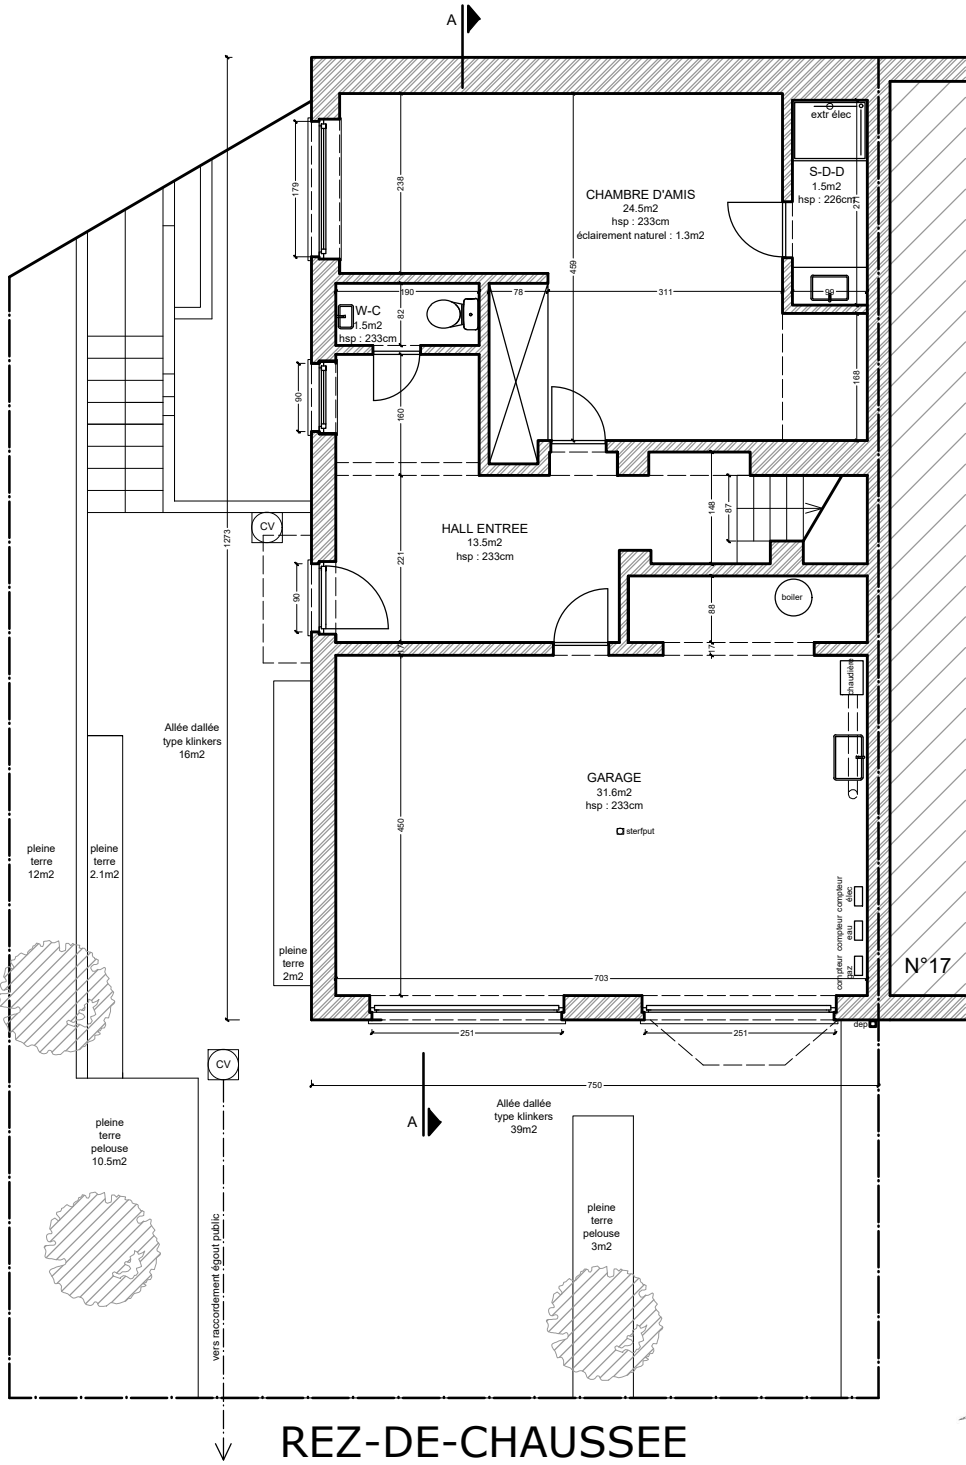 A
extr élec
S-D-D
1.5m2
hsp : 226cm
271
179
238
CHAMBRE D'AMIS
24.5m2
hsp : 233cm
éclairement naturel : 1.3m2
459
190
78
311
99
W-C
1.5m2
hsp : 233cm
82
168
90
160
HALL ENTREE
13.5m2
hsp : 233cm
148
87
CV
1273
221
90
88
boiler
17
17
chaudière
Allée dallée
type klinkers
16m2
GARAGE
31.6m2
hsp : 233cm
sterfput
450
pleine
terre
12m2
pleine
terre
2.1m2
compteur
élec
compteur
eau
compteur
gaz
pleine
terre
2m2
703
N°17
251
251
dep
CV
750
A
Allée dallée
type klinkers
39m2
pleine
terre
pelouse
10.5m2
pleine
terre
pelouse
3m2
vers raccordement égout public
REZ-DE-CHAUSSEE